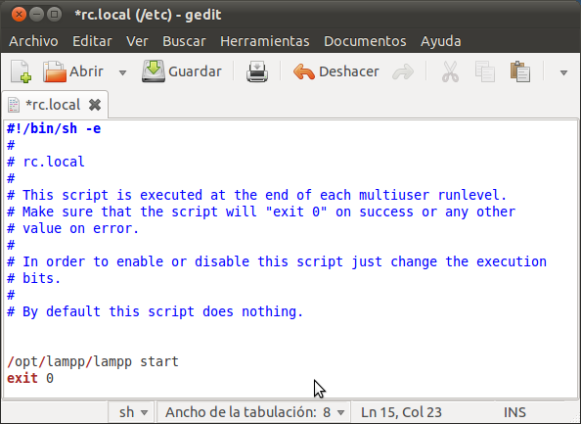 *rc.local (/etc) - gedit
Archivo Editar Ver Buscar Herramientas Documentos Ayuda
Abrir Guardar Deshacer
*rc.local
#!/bin/sh -e
#
# rc.local
#
# This script is executed at the end of each multiuser runlevel.
# Make sure that the script will "exit 0" on success or any other
# value on error.
#
# In order to enable or disable this script just change the execution
# bits.
#
# By default this script does nothing.
/opt/lampp/lampp start
exit 0
sh Ancho de la tabulación: 8 Ln 15, Col 23 INS